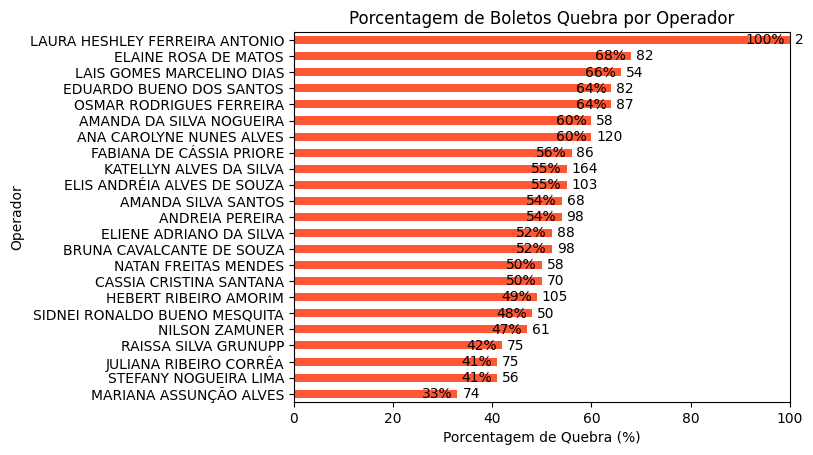 Porcentagem de Boletos Quebra por Operador
LAURA HESHLEY FERREIRA ANTONIO 100% 2
ELAINE ROSA DE MATOS 68% 82
LAIS GOMES MARCELINO DIAS 66% 54
EDUARDO BUENO DOS SANTOS 64% 82
OSMAR RODRIGUES FERREIRA 64% 87
AMANDA DA SILVA NOGUEIRA 60% 58
ANA CAROLYNE NUNES ALVES 60% 120
FABIANA DE CÁSSIA PRIORE 56% 86
KATELLYN ALVES DA SILVA 55% 164
ELIS ANDRÉIA ALVES DE SOUZA 55% 103
AMANDA SILVA SANTOS 54% 68
ANDREIA PEREIRA 54% 98
ELIENE ADRIANO DA SILVA 52% 88
BRUNA CAVALCANTE DE SOUZA 52% 98
NATAN FREITAS MENDES 50% 58
CASSIA CRISTINA SANTANA 50% 70
HEBERT RIBEIRO AMORIM 49% 105
SIDNEI RONALDO BUENO MESQUITA 48% 50
NILSON ZAMUNER 47% 61
RAISSA SILVA GRUNUPP 42% 75
JULIANA RIBEIRO CORRÊA 41% 75
STEFANY NOGUEIRA LIMA 41% 56
MARIANA ASSUNÇÃO ALVES 33% 74
Operador
0 20 40 60 80 100
Porcentagem de Quebra (%)